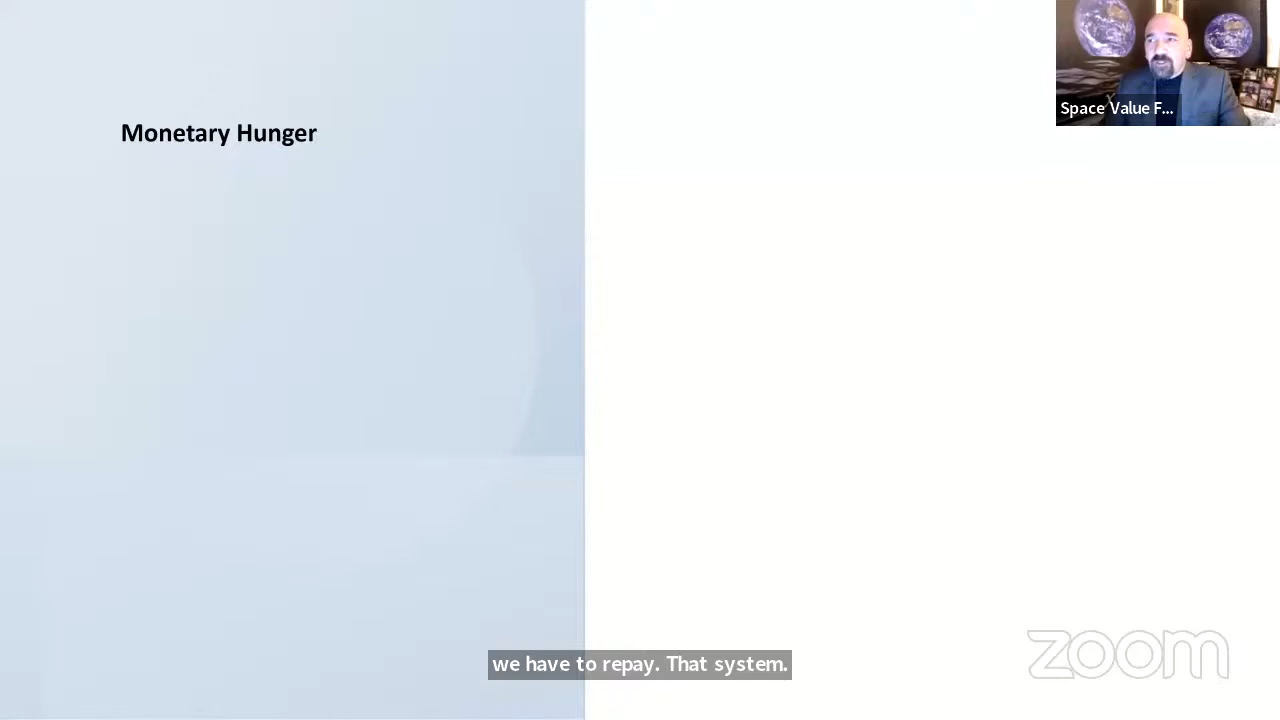 Monetary Hunger
Space Value F...
we have to repay. That system.
zoom